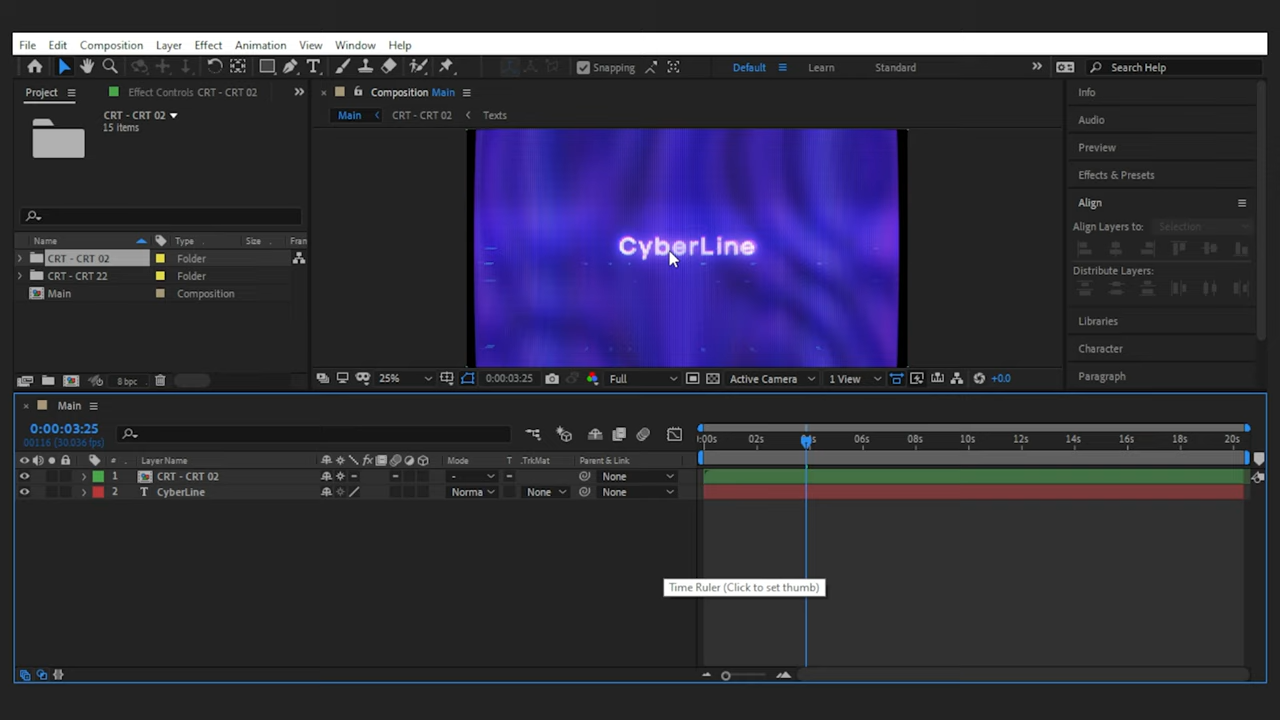 File Edit Composition Layer Effect Animation View Window Help
Snapping Default Learn Standard Search Help
Project Effect Controls CRT - CRT 02
CRT - CRT 02
15 items
Name Type Size Fran
CRT - CRT 02 Folder
CRT - CRT 22 Folder
Main Composition
8 bpc
Composition Main
Main CRT - CRT 02 Texts
CyberLine
25% 0:00:03:25 Full Active Camera 1 View +0.0
Info
Audio
Preview
Effects & Presets
Align
Align Layers to: Selection
Distribute Layers:
Libraries
Character
Paragraph
Main
0:00:03:25
00116 (30.036 fps)
:00s 02s 04s 06s 08s 10s 12s 14s 16s 18s 20s
# Layer Name Mode T .TrkMat Parent & Link
1 CRT - CRT 02 - None
2 T CyberLine Norma None None
Time Ruler (Click to set thumb)